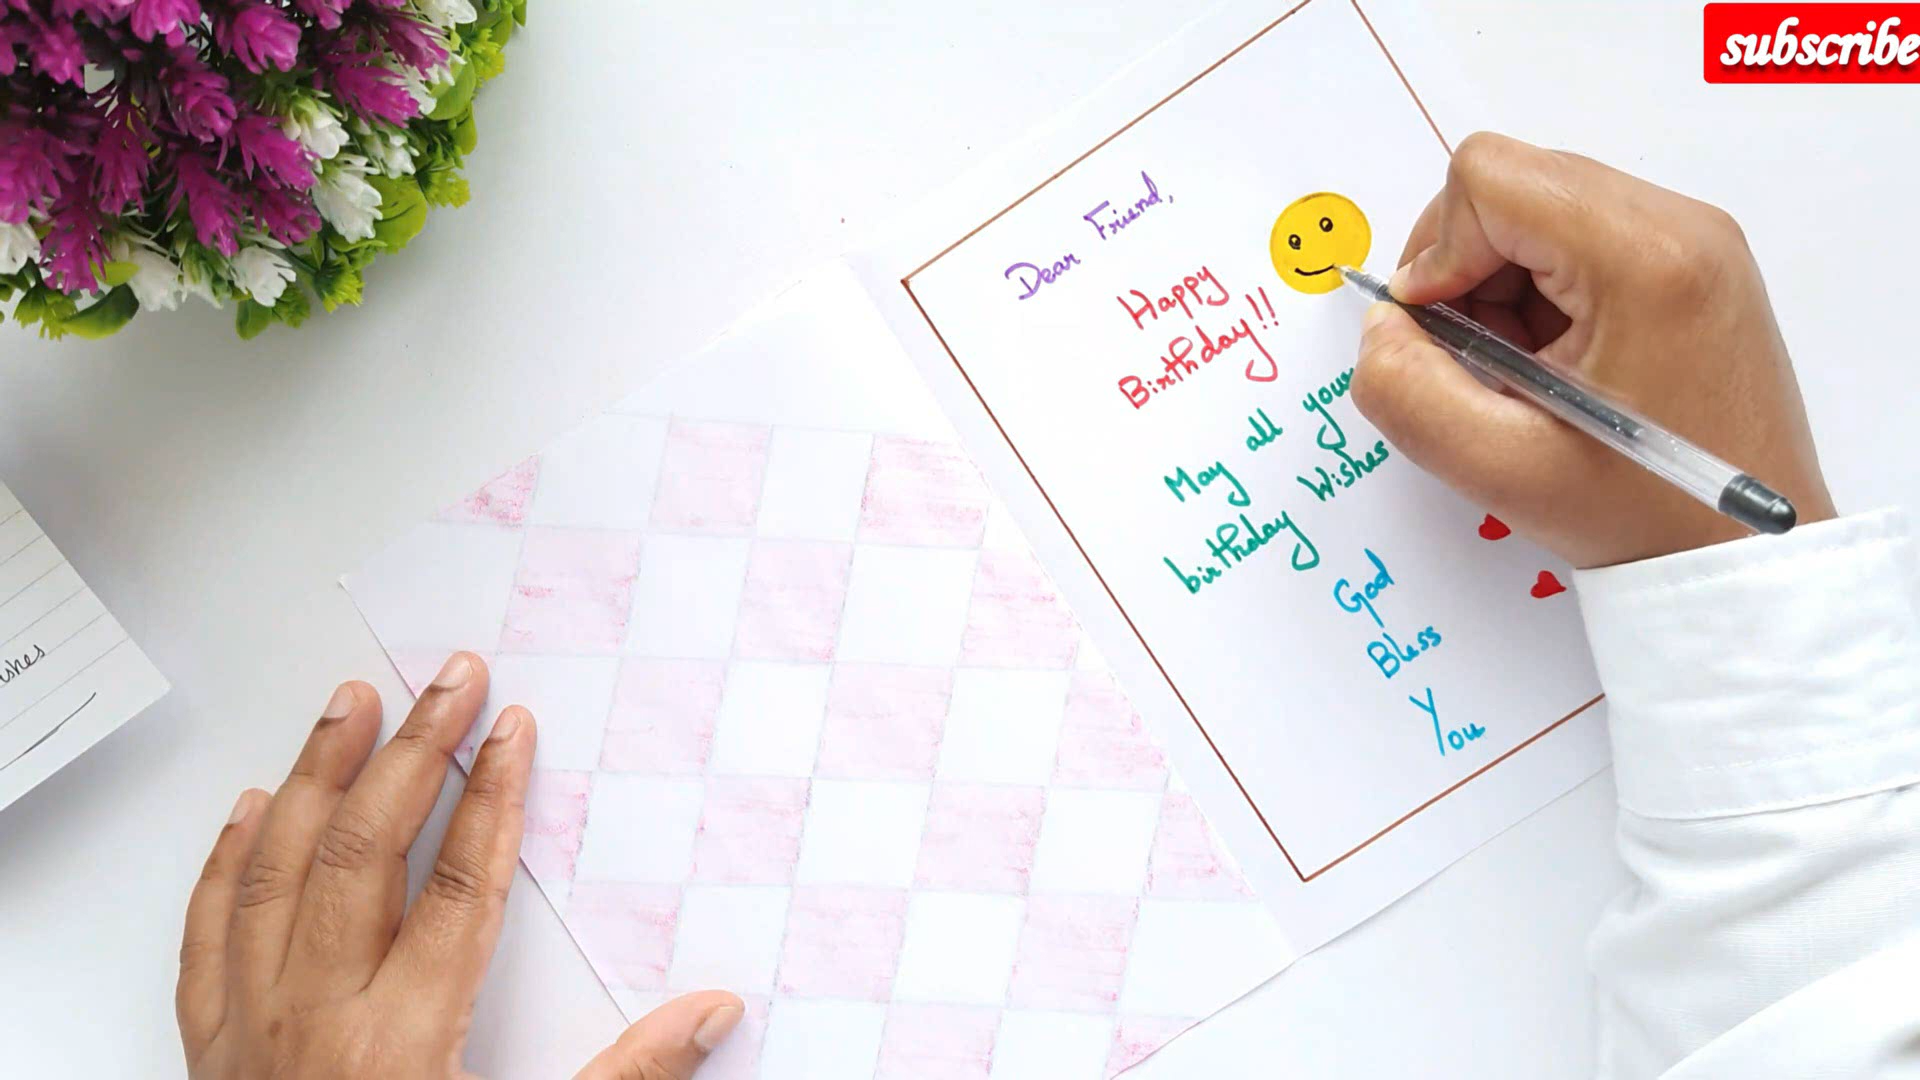 subscribe
Dear Friend,
Happy
Birthday!!
May all your
birthday Wishes
God
Bless
You